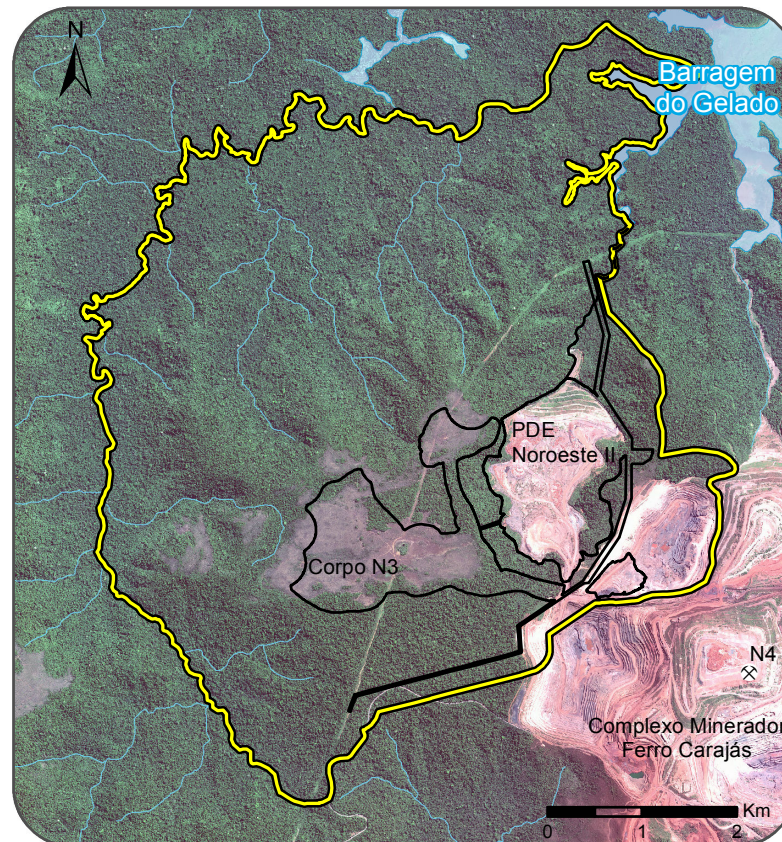 N
Barragem
do Gelado
PDE
Noroeste II
Corpo N3
N4
Complexo Minerador
Ferro Carajás
Km
0 1 2